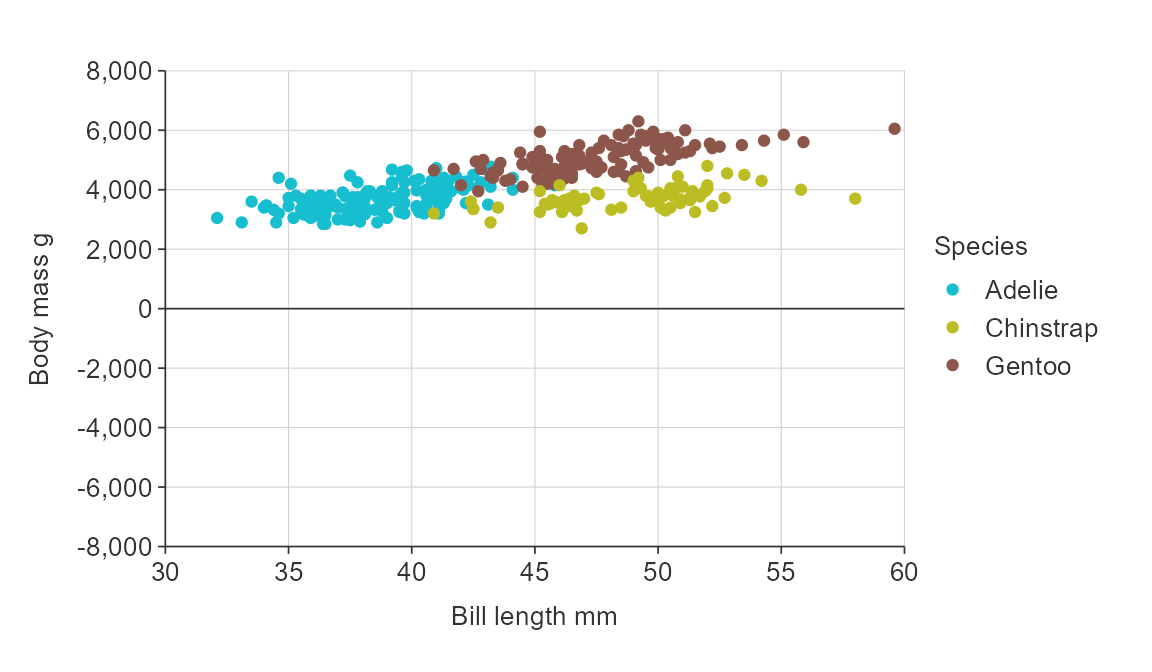 8,000
6,000
4,000
2,000
0
-2,000
-4,000
-6,000
-8,000
Body mass g
30 35 40 45 50 55 60
Bill length mm
Species
Adelie
Chinstrap
Gentoo